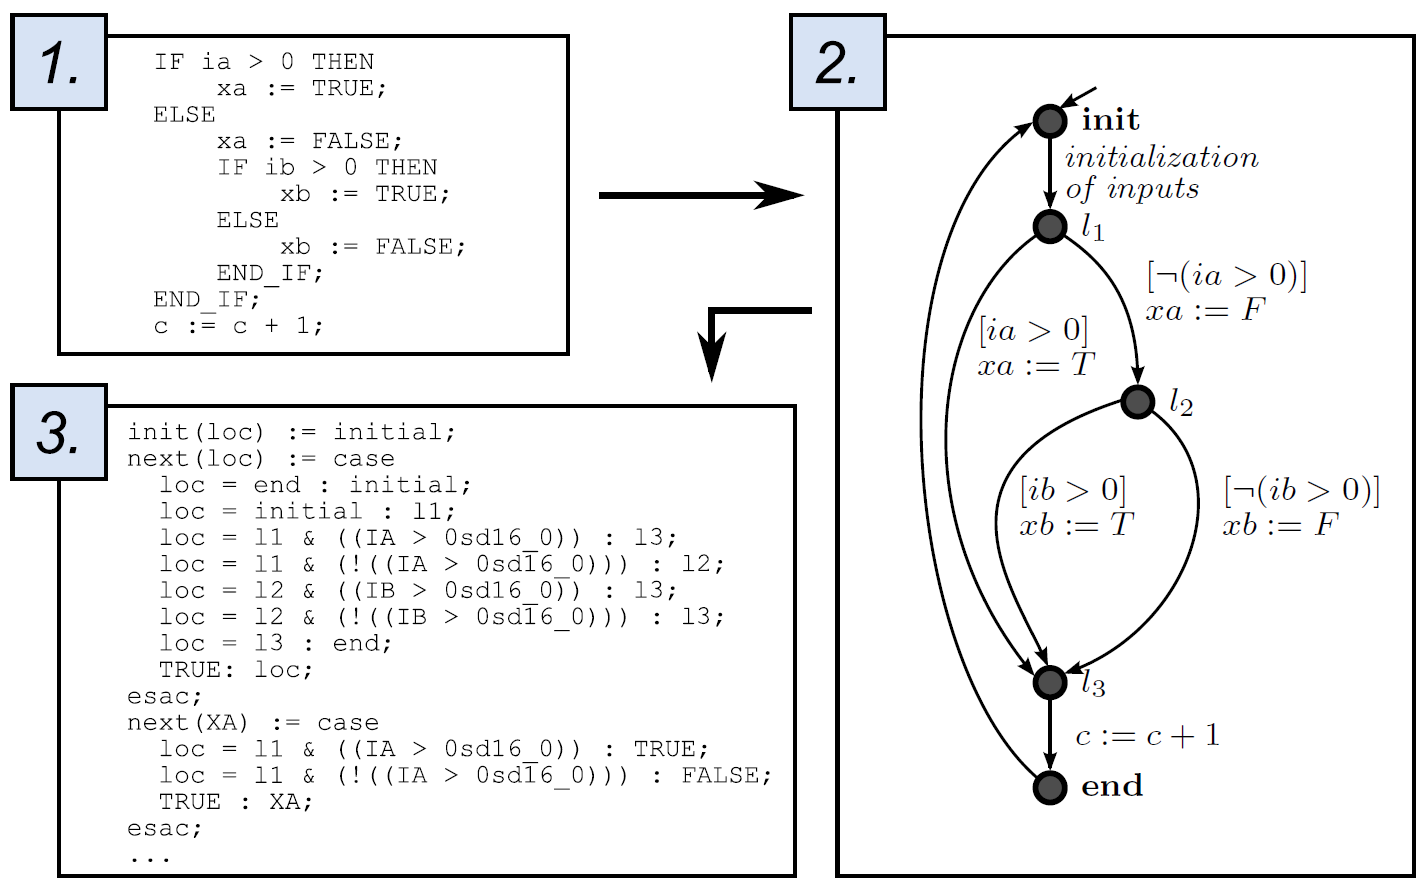 1.
IF ia > 0 THEN
    xa := TRUE;
ELSE
    xa := FALSE;
    IF ib > 0 THEN
        xb := TRUE;
    ELSE
        xb := FALSE;
    END_IF;
END_IF;
c := c + 1;
2.
init
initialization
of inputs
l1
[¬(ia > 0)]
xa := F
[ia > 0]
xa := T
l2
[ib > 0]
xb := T
[¬(ib > 0)]
xb := F
l3
c := c + 1
end
3.
init(loc) := initial;
next(loc) := case
  loc = end : initial;
  loc = initial : l1;
  loc = l1 & ((IA > 0sd16_0)) : l3;
  loc = l1 & (!((IA > 0sd16_0))) : l2;
  loc = l2 & ((IB > 0sd16_0)) : l3;
  loc = l2 & (!((IB > 0sd16_0))) : l3;
  loc = l3 : end;
  TRUE: loc;
esac;
next(XA) := case
  loc = l1 & ((IA > 0sd16_0)) : TRUE;
  loc = l1 & (!((IA > 0sd16_0))) : FALSE;
  TRUE : XA;
esac;
...